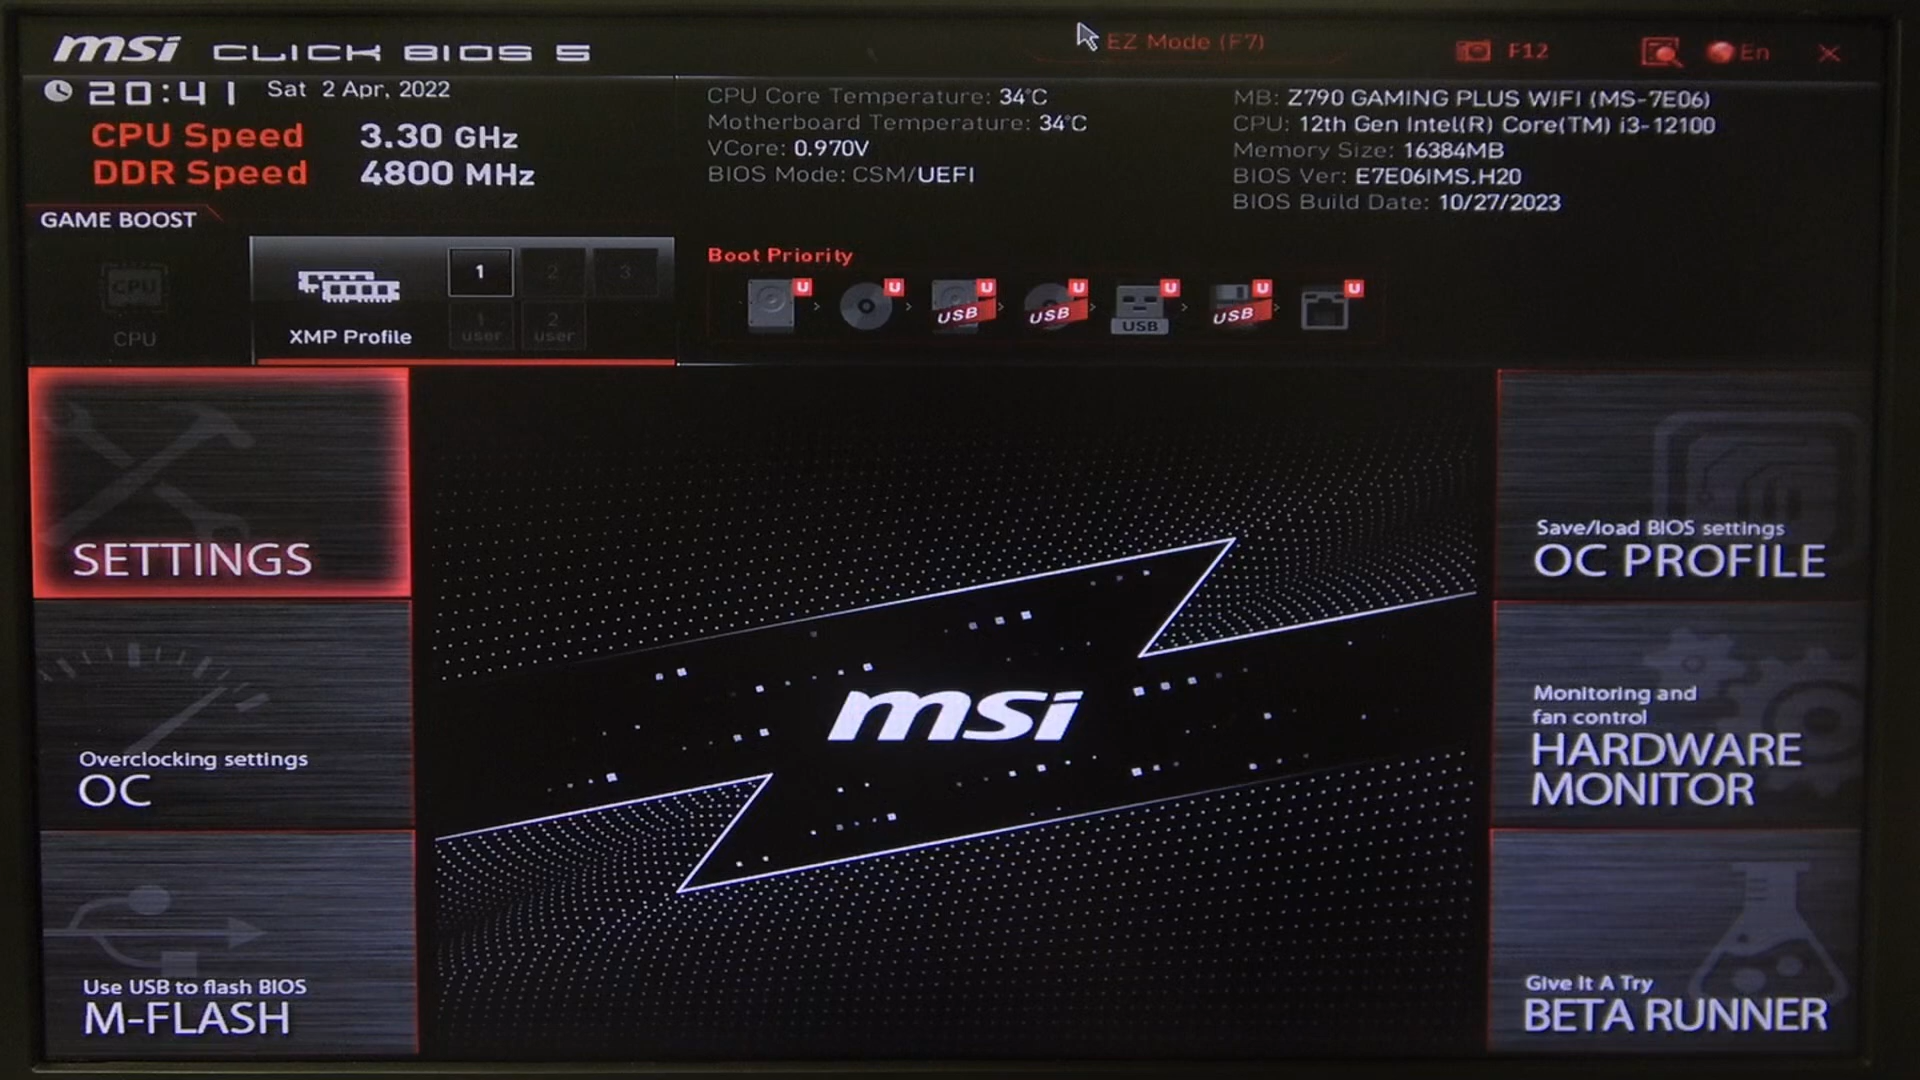 msi CLICK BIOS 5
EZ Mode (F7)
F12
En
20:41 Sat 2 Apr, 2022
CPU Speed 3.30 GHz
DDR Speed 4800 MHz
CPU Core Temperature: 34°C
Motherboard Temperature: 34°C
VCore: 0.970V
BIOS Mode: CSM/UEFI
MB: Z790 GAMING PLUS WIFI (MS-7E06)
CPU: 12th Gen Intel(R) Core(TM) i3-12100
Memory Size: 16384MB
BIOS Ver: E7E06IMS.H20
BIOS Build Date: 10/27/2023
GAME BOOST
CPU
CPU
XMP Profile
1 2 3
1 user 2 user
Boot Priority
U U U U U U U
USB USB USB USB
SETTINGS
Overclocking settings
OC
Use USB to flash BIOS
M-FLASH
msi
Save/load BIOS settings
OC PROFILE
Monitoring and
fan control
HARDWARE
MONITOR
Give It A Try
BETA RUNNER